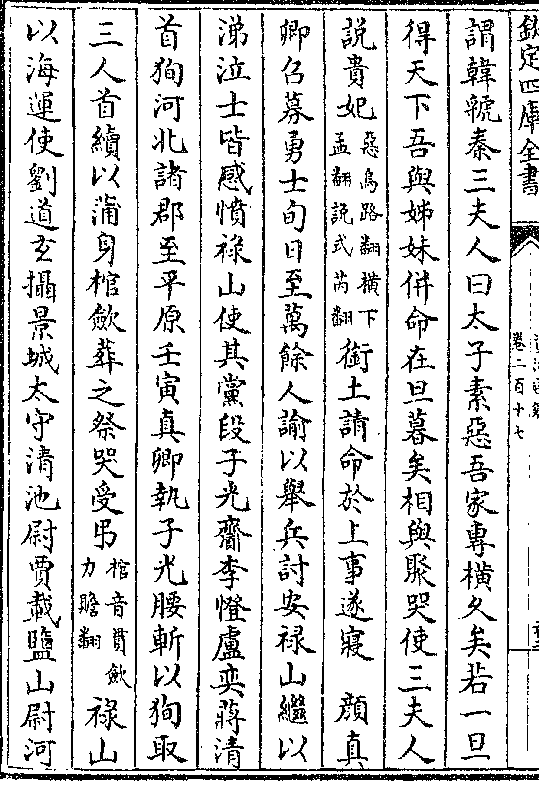 欽定四庫全書
卷二百十七
謂韓虢秦三夫人曰太子素惡吾家專橫久矣若一旦
得天下吾與姊妹併命在旦暮矣相與聚哭使三夫人
說貴妃惡烏路翻橫下孟翻說式芮翻銜土請命於上事遂寢　顔真
卿召募勇士旬日至萬餘人諭以舉兵討安禄山繼以
涕泣士皆感憤禄山使其黨段子光齎李憕盧奕蔣清
首狥河北諸郡至平原壬寅真卿執子光腰斬以狥取
三人首續以蒲身棺斂葬之祭哭受弔棺音貫斂力贍翻　禄山
以海運使劉道玄攝景城太守清池尉賈載鹽山尉河